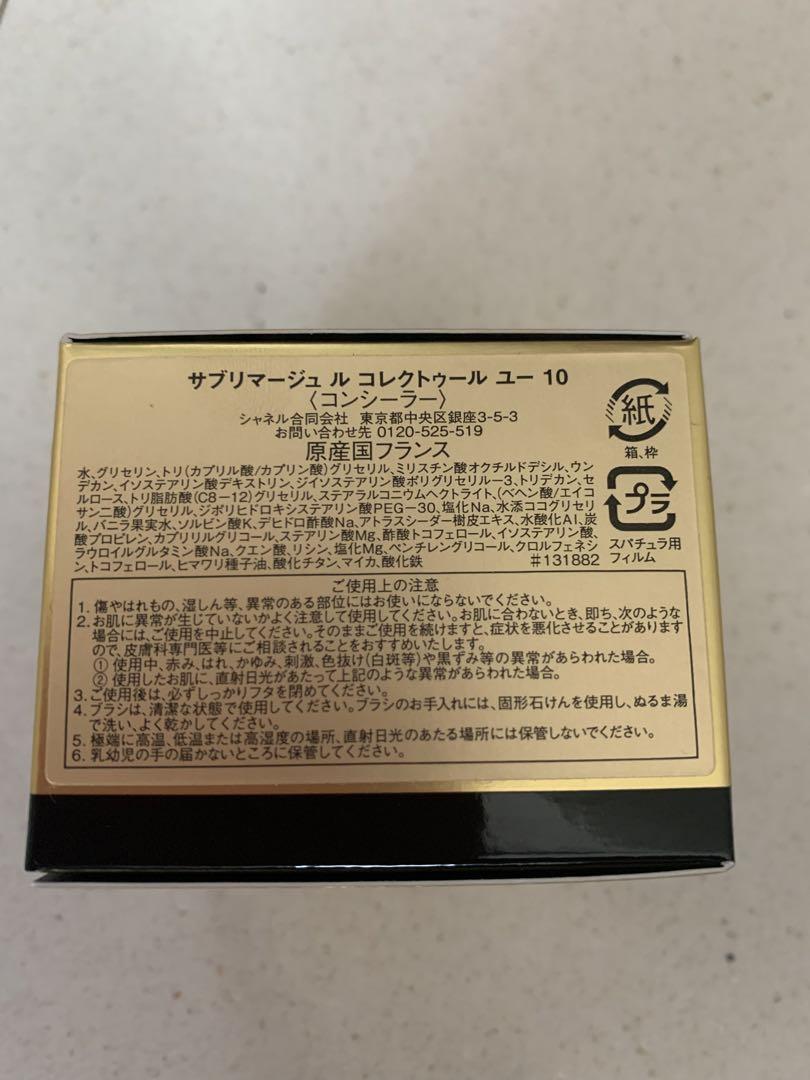 サブリマージュ ル コレクトゥール ユー 10
〈コンシーラー〉
シャネル合同会社 東京都中央区銀座3-5-3
お問い合わせ先 0120-525-519
原産国フランス
水、グリセリン、トリ(カプリル酸/カプリン酸)グリセリル、ミリスチン酸オクチルドデシル、ウン
デカン、イソステアリン酸デキストリン、ジイソステアリン酸ポリグリセリル-3、トリデカン、セ
ルロース、トリ脂肪酸(C8-12)グリセリル、ステアラルコニウムヘクトライト、(ベヘン酸/エイコ
サン二酸)グリセリル、ジポリヒドロキシステアリン酸PEG-30、塩化Na、水添ココグリセリ
ル、バニラ果実水、ソルビン酸K、デヒドロ酢酸Na、アトラスシーダー樹皮エキス、水酸化Al、炭
酸プロピレン、カプリリルグリコール、ステアリン酸Mg、酢酸トコフェロール、イソステアリン酸、
ラウロイルグルタミン酸Na、クエン酸、リシン、塩化Mg、ペンチレングリコール、クロルフェネシ
ン、トコフェロール、ヒマワリ種子油、酸化チタン、マイカ、酸化鉄 #131882
紙
箱、枠
プラ
スパチュラ用
フィルム
ご使用上の注意
1. 傷やはれもの、湿しん等、異常のある部位にはお使いにならないでください。
2. お肌に異常が生じていないかよく注意して使用してください。お肌に合わないとき、即ち、次のような
場合には、ご使用を中止してください。そのままご使用を続けますと、症状を悪化させることがあります
ので、皮膚科専門医等にご相談されることをおすすめいたします。
① 使用中、赤み、はれ、かゆみ、刺激、色抜け(白斑等)や黒ずみ等の異常があらわれた場合。
② 使用したお肌に、直射日光があたって上記のような異常があらわれた場合。
3. ご使用後は、必ずしっかりフタを閉めてください。
4. ブラシは、清潔な状態で使用してください。ブラシのお手入れには、固形石けんを使用し、ぬるま湯
で洗い、よく乾かしてください。
5. 極端に高温、低温または高湿度の場所、直射日光のあたる場所には保管しないでください。
6. 乳幼児の手の届かないところに保管してください。